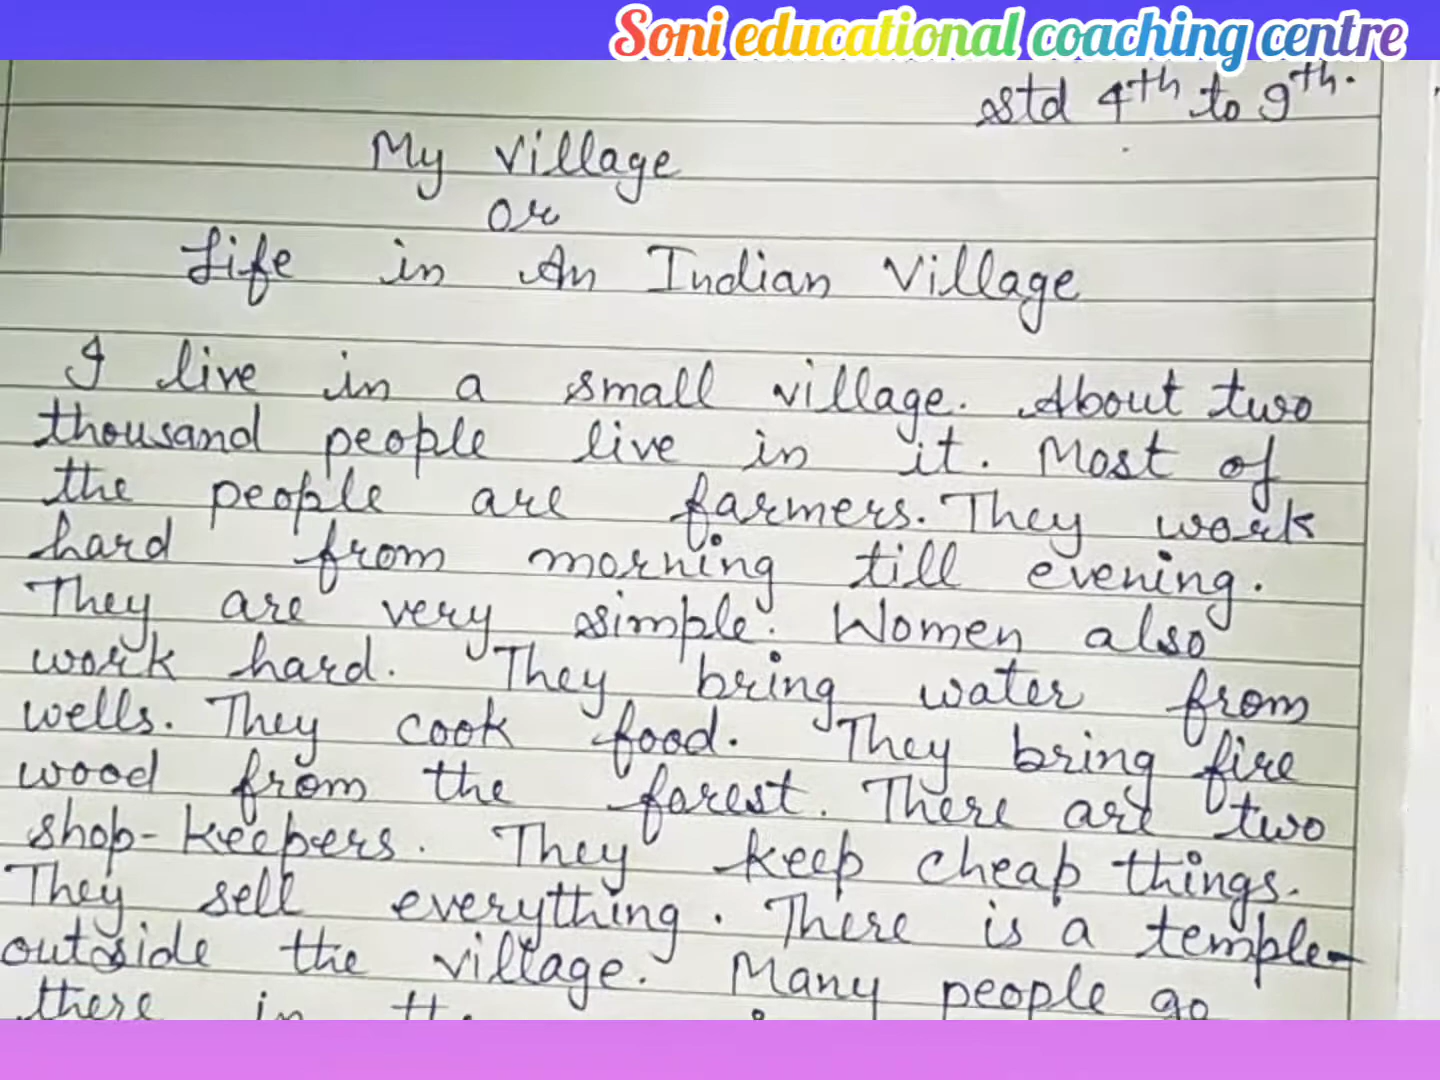 Soni educational coaching centre
Std 4th to 9th.
My Village
Or
Life in An Indian Village
I live in a small village. About two
thousand people live in it. Most of
the people are farmers. They work
hard from morning till evening.
They are very simple. Women also
work hard. They bring water from
wells. They cook food. They bring fire
wood from the forest. There are two
shop-keepers. They keep cheap things.
They sell everything. There is a temple
outside the village. Many people go
there in